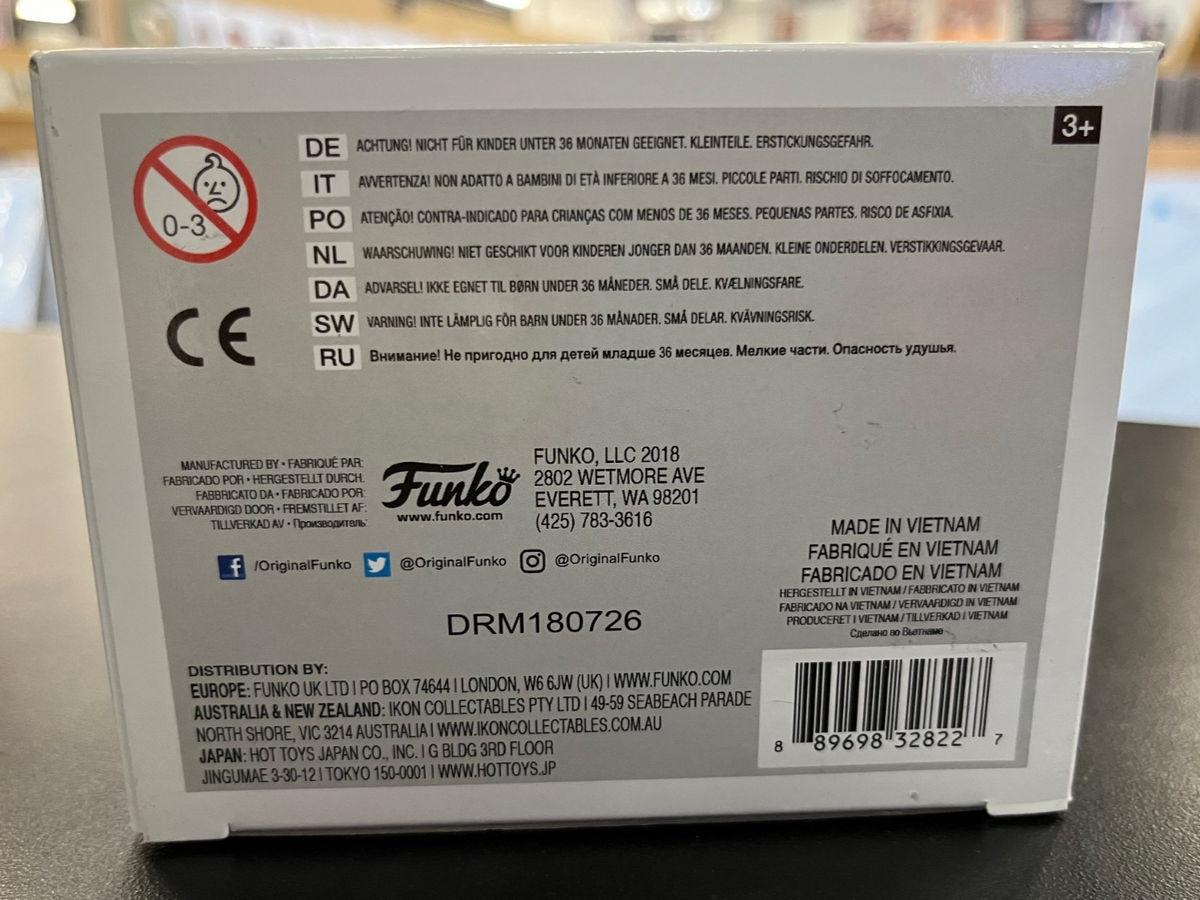 3+
0-3
DE ACHTUNG! NICHT FÜR KINDER UNTER 36 MONATEN GEEIGNET. KLEINTEILE. ERSTICKUNGSGEFAHR.
IT AVVERTENZA! NON ADATTO A BAMBINI DI ETÀ INFERIORE A 36 MESI. PICCOLE PARTI. RISCHIO DI SOFFOCAMENTO.
PO ATENÇÃO! CONTRA-INDICADO PARA CRIANÇAS COM MENOS DE 36 MESES. PEQUENAS PARTES. RISCO DE ASFIXIA.
NL WAARSCHUWING! NIET GESCHIKT VOOR KINDEREN JONGER DAN 36 MAANDEN. KLEINE ONDERDELEN. VERSTIKKINGSGEVAAR.
DA ADVARSEL! IKKE EGNET TIL BØRN UNDER 36 MÅNEDER. SMÅ DELE. KVÆLNINGSFARE.
SW VARNING! INTE LÄMPLIG FÖR BARN UNDER 36 MÅNADER. SMÅ DELAR. KVÄVNINGSRISK.
RU Внимание! Не пригодно для детей младше 36 месяцев. Мелкие части. Опасность удушья.
CE
MANUFACTURED BY • FABRIQUÉ PAR:
FABRICADO POR • HERGESTELLT DURCH:
FABBRICATO DA • FABRICADO POR:
VERVAARDIGD DOOR • FREMSTILLET AF:
TILLVERKAD AV • Производитель:
Funko
www.funko.com
FUNKO, LLC 2018
2802 WETMORE AVE
EVERETT, WA 98201
(425) 783-3616
/OriginalFunko @OriginalFunko @OriginalFunko
DRM180726
MADE IN VIETNAM
FABRIQUÉ EN VIETNAM
FABRICADO EN VIETNAM
HERGESTELLT IN VIETNAM / FABBRICATO IN VIETNAM
FABRICADO NA VIETNAM / VERVAARDIGD IN VIETNAM
PRODUCERET I VIETNAM / TILLVERKAD I VIETNAM
Сделано во Вьетнаме
DISTRIBUTION BY:
EUROPE: FUNKO UK LTD I PO BOX 74644 I LONDON, W6 6JW (UK) I WWW.FUNKO.COM
AUSTRALIA & NEW ZEALAND: IKON COLLECTABLES PTY LTD I 49-59 SEABEACH PARADE
NORTH SHORE, VIC 3214 AUSTRALIA I WWW.IKONCOLLECTABLES.COM.AU
JAPAN: HOT TOYS JAPAN CO., INC. I G BLDG 3RD FLOOR
JINGUMAE 3-30-12 I TOKYO 150-0001 I WWW.HOTTOYS.JP
8 89698 32822 7